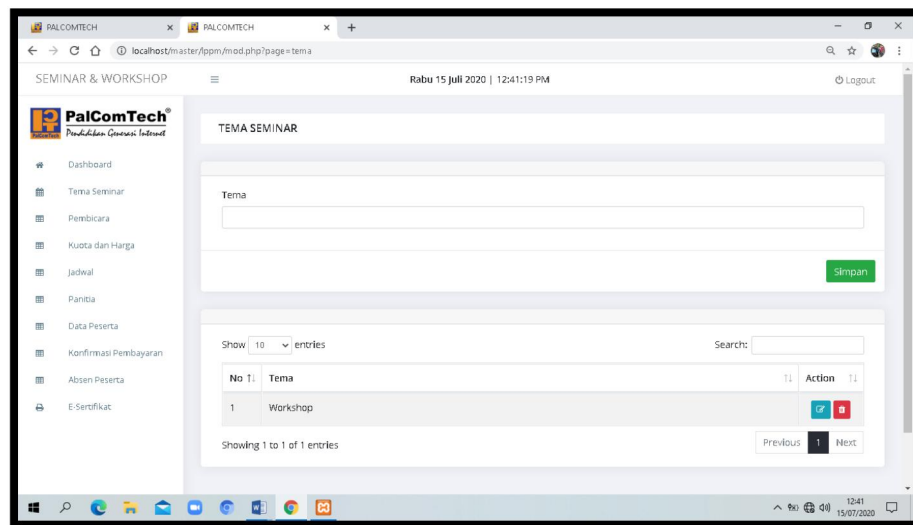 PALCOMTECH
PALCOMTECH
localhost/master/lppm/mod.php?page=tema
SEMINAR & WORKSHOP
Rabu 15 Juli 2020 | 12:41:19 PM
Logout
PalComTech®
Pendidikan Generasi Internet
PalComTech
TEMA SEMINAR
Dashboard
Tema Seminar
Pembicara
Kuota dan Harga
Jadwal
Panitia
Data Peserta
Konfirmasi Pembayaran
Absen Peserta
E-Sertifikat
Tema
Simpan
Show 10 entries
Search:
No Tema Action
1 Workshop
Showing 1 to 1 of 1 entries
Previous 1 Next
12:41
15/07/2020